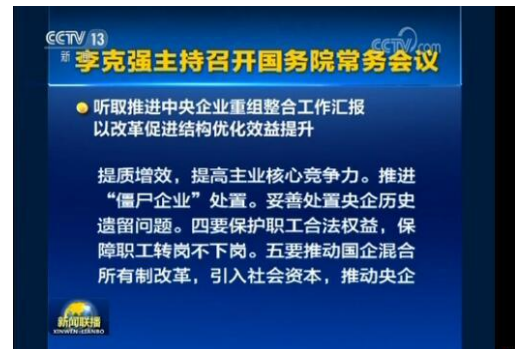 CCTV 13
CCTV.com
新
李克强主持召开国务院常务会议
听取推进中央企业重组整合工作汇报
以改革促进结构优化效益提升
提质增效，提高主业核心竞争力。推进
“僵尸企业”处置。妥善处置央企历史
遗留问题。四要保护职工合法权益，保
障职工转岗不下岗。五要推动国企混合
所有制改革，引入社会资本，推动央企
新闻联播
XINWEN LIANBO